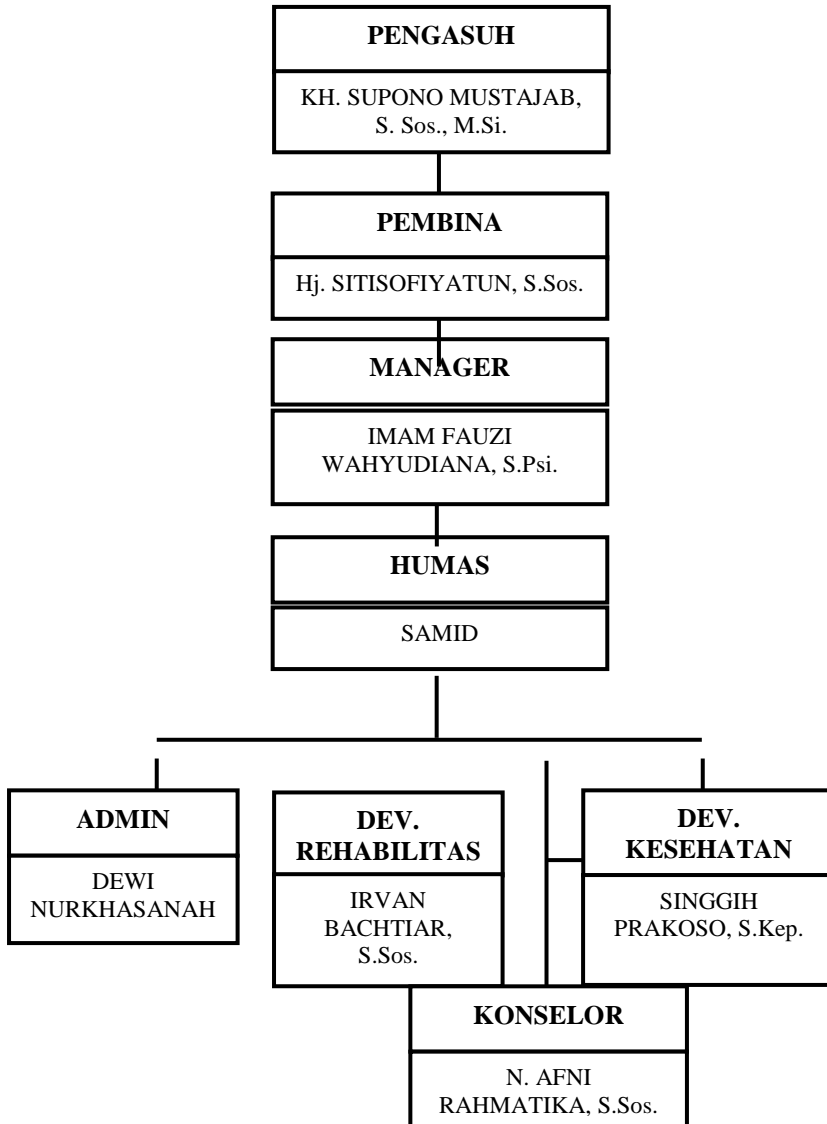 PENGASUH
KH. SUPONO MUSTAJAB,
S. Sos., M.Si.
PEMBINA
Hj. SITISOFIYATUN, S.Sos.
MANAGER
IMAM FAUZI
WAHYUDIANA, S.Psi.
HUMAS
SAMID
ADMIN
DEWI
NURKHASANAH
DEV.
REHABILITAS
IRVAN
BACHTIAR,
S.Sos.
DEV.
KESEHATAN
SINGGIH
PRAKOSO, S.Kep.
KONSELOR
N. AFNI
RAHMATIKA, S.Sos.